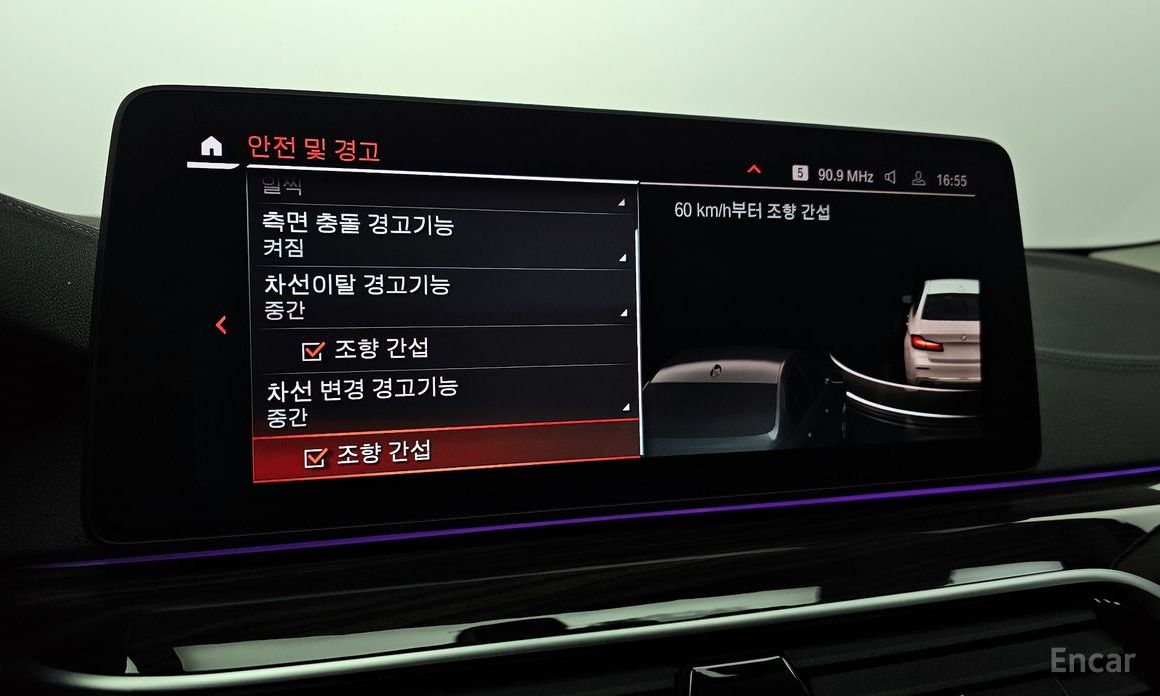 안전 및 경고
5 90.9 MHz 16:55
일찍
측면 충돌 경고기능
켜짐
차선이탈 경고기능
중간
조향 간섭
차선 변경 경고기능
중간
조향 간섭
60 km/h부터 조향 간섭
Encar